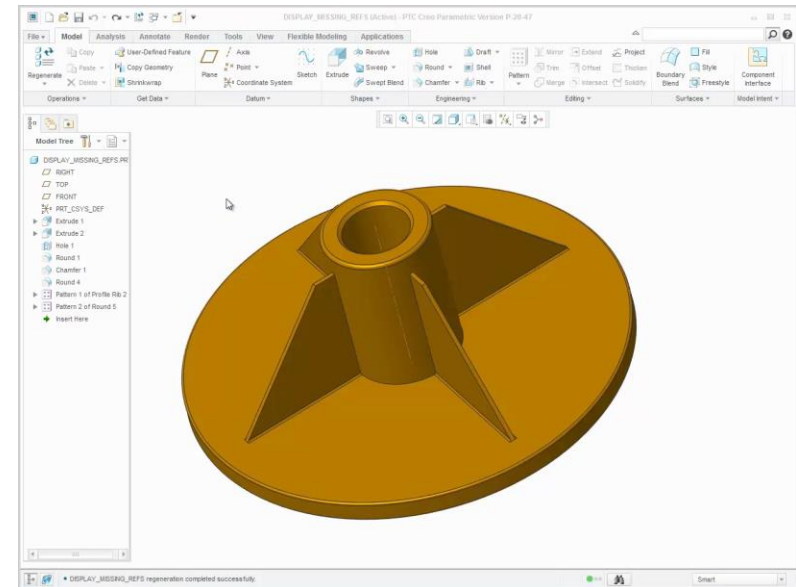 DISPLAY_MISSING_REFS (Active) - PTC Creo Parametric Version P-20-47
File Model Analysis Annotate Render Tools View Flexible Modeling Applications
Regenerate
Copy
Paste
Delete
User-Defined Feature
Copy Geometry
Shrinkwrap
Plane
Axis
Point
Coordinate System
Sketch
Extrude
Revolve
Sweep
Swept Blend
Hole
Round
Chamfer
Draft
Shell
Rib
Pattern
Mirror
Trim
Merge
Extend
Offset
Intersect
Project
Thicken
Solidify
Boundary Blend
Fill
Style
Freestyle
Component Interface
Operations Get Data Datum Shapes Engineering Editing Surfaces Model Intent
Model Tree
DISPLAY_MISSING_REFS.PR
RIGHT
TOP
FRONT
PRT_CSYS_DEF
Extrude 1
Extrude 2
Hole 1
Round 1
Chamfer 1
Round 4
Pattern 1 of Profile Rib 2
Pattern 2 of Round 5
Insert Here
DISPLAY_MISSING_REFS regeneration completed successfully.
Smart